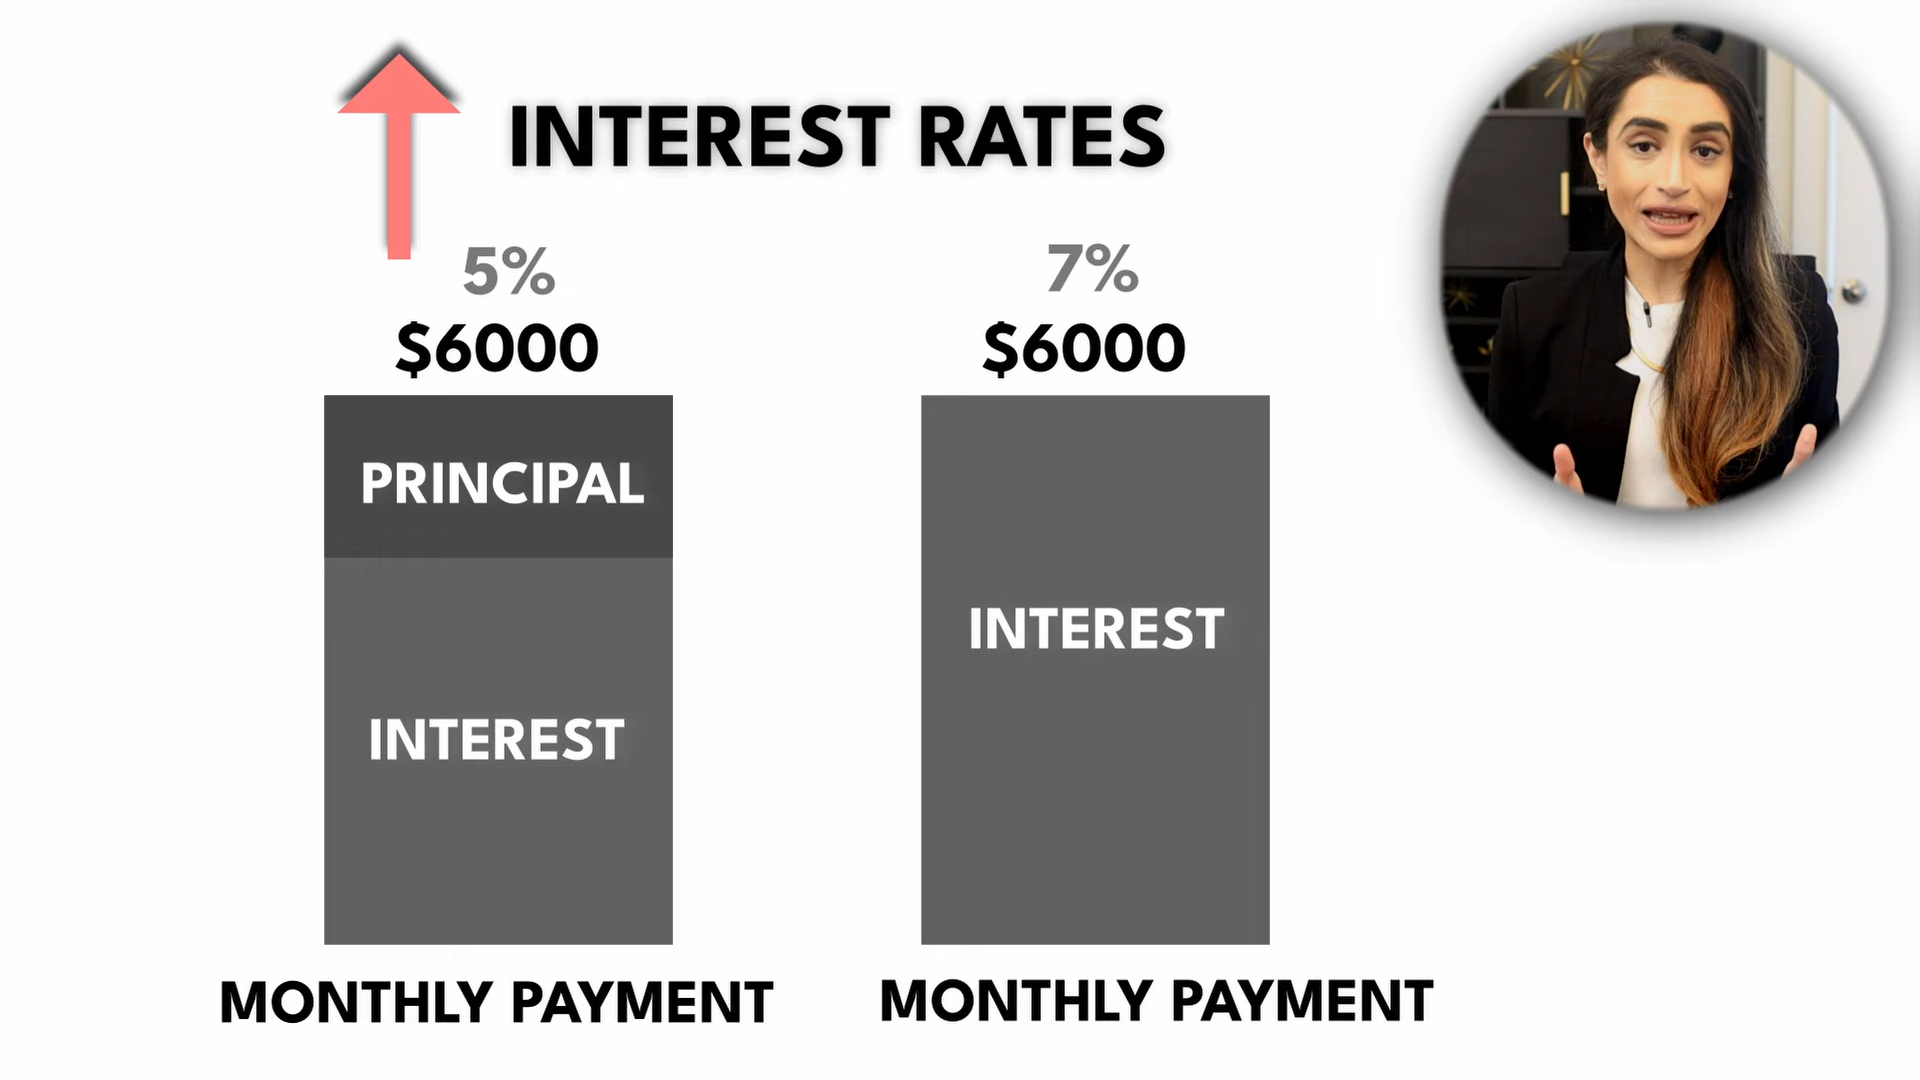 INTEREST RATES
5%
$6000
PRINCIPAL
INTEREST
MONTHLY PAYMENT
7%
$6000
INTEREST
MONTHLY PAYMENT